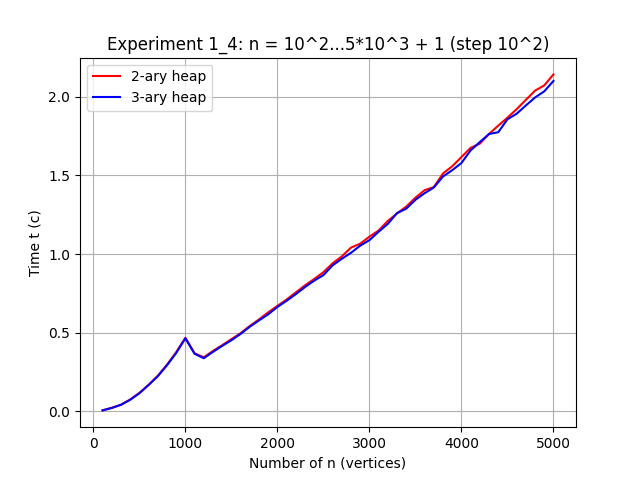 Experiment 1_4: n = 10^2...5*10^3 + 1 (step 10^2)
2-ary heap
3-ary heap
2.0
1.5
1.0
0.5
0.0
Time t (c)
0 1000 2000 3000 4000 5000
Number of n (vertices)